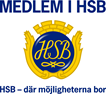 MEDLEM I HSB
HSB
HSB – där möjligheterna bor